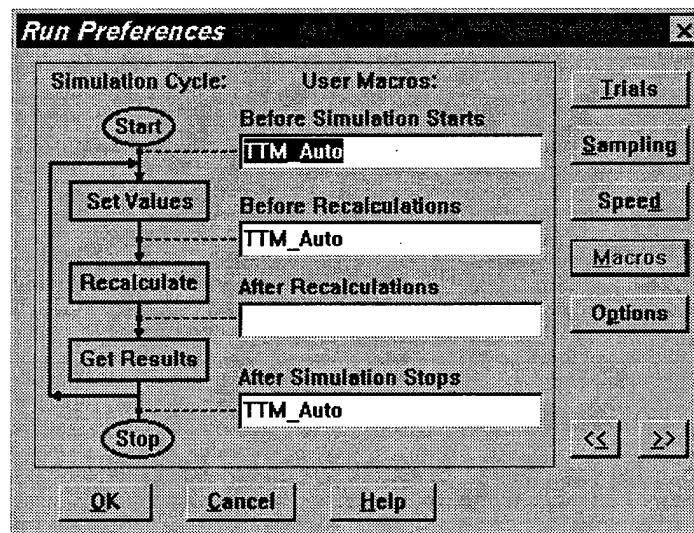 Run Preferences
Simulation Cycle:
User Macros:
Start
Before Simulation Starts
TTM_Auto
Set Values
Before Recalculations
TTM_Auto
Recalculate
After Recalculations
Get Results
After Simulation Stops
TTM_Auto
Stop
Trials
Sampling
Speed
Macros
Options
<< >>
OK Cancel Help